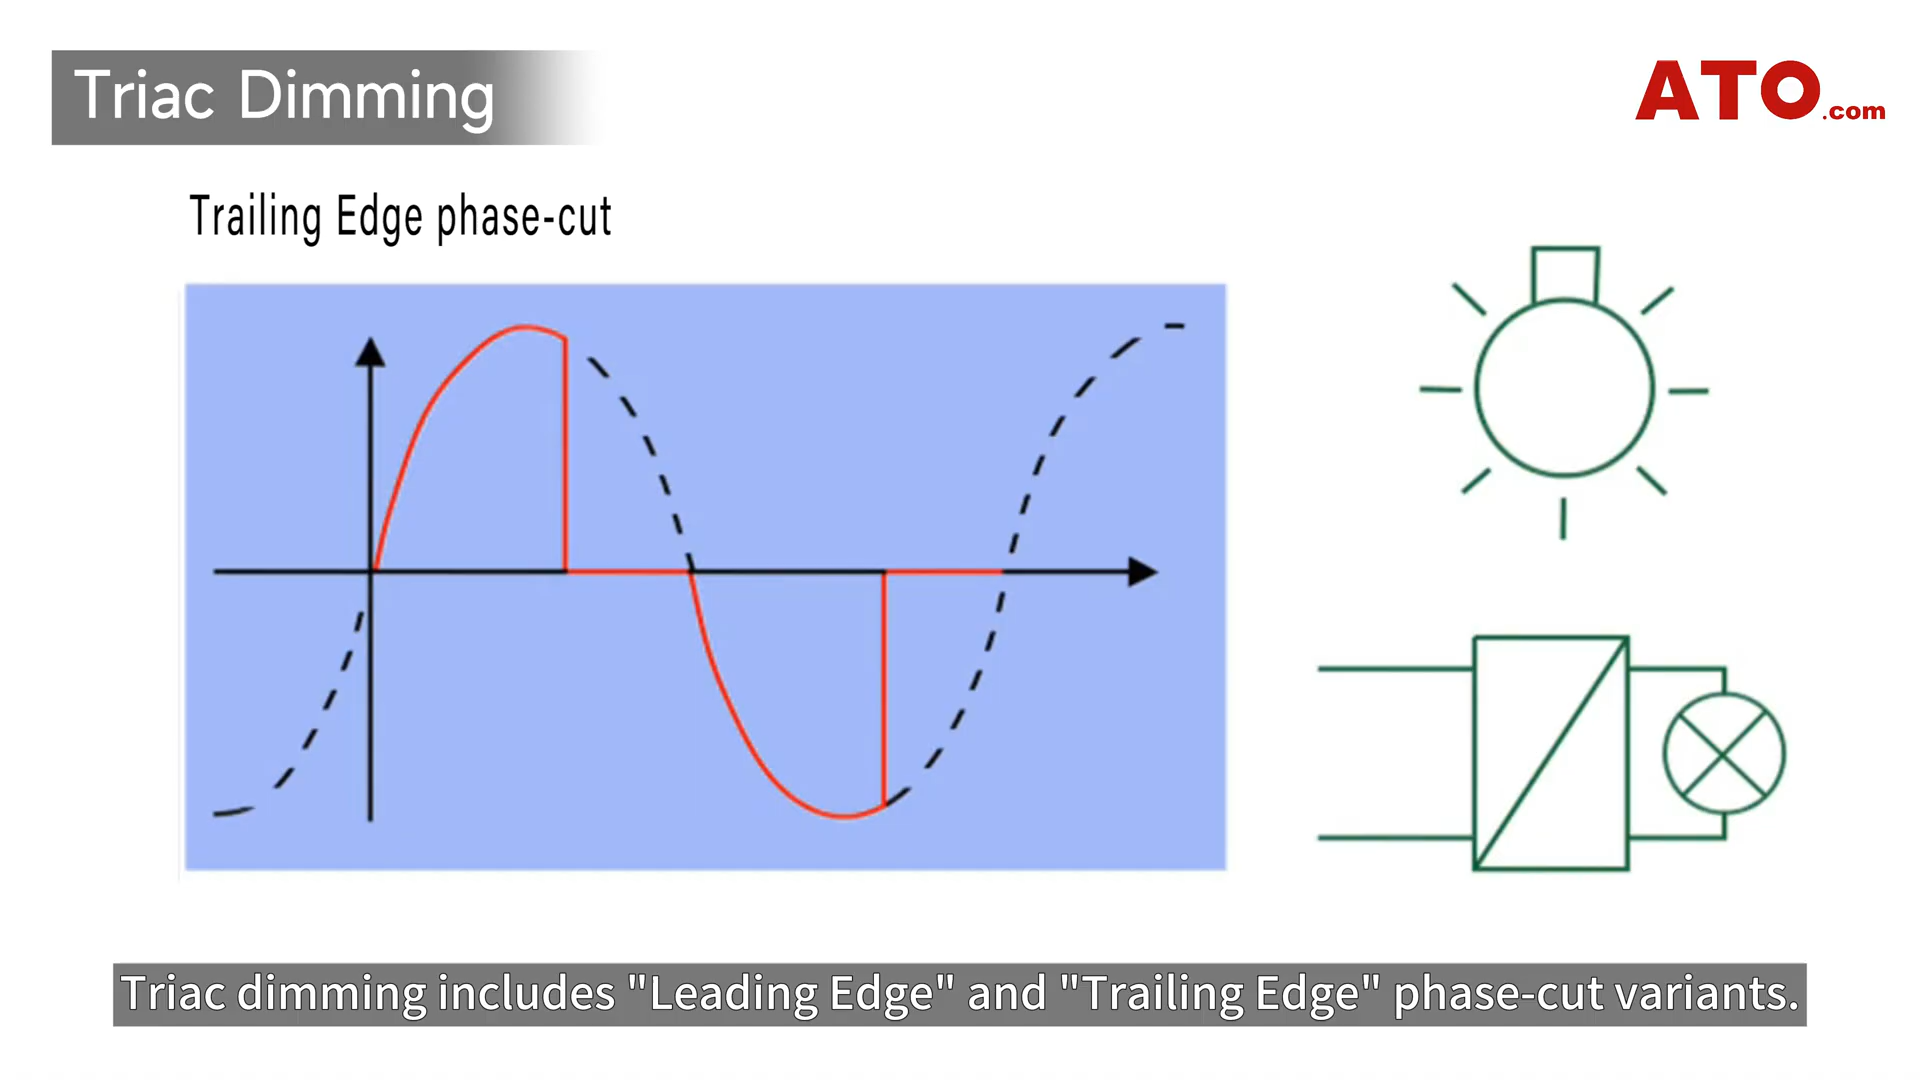 Triac Dimming
ATO.com
Trailing Edge phase-cut
Triac dimming includes "Leading Edge" and "Trailing Edge" phase-cut variants.